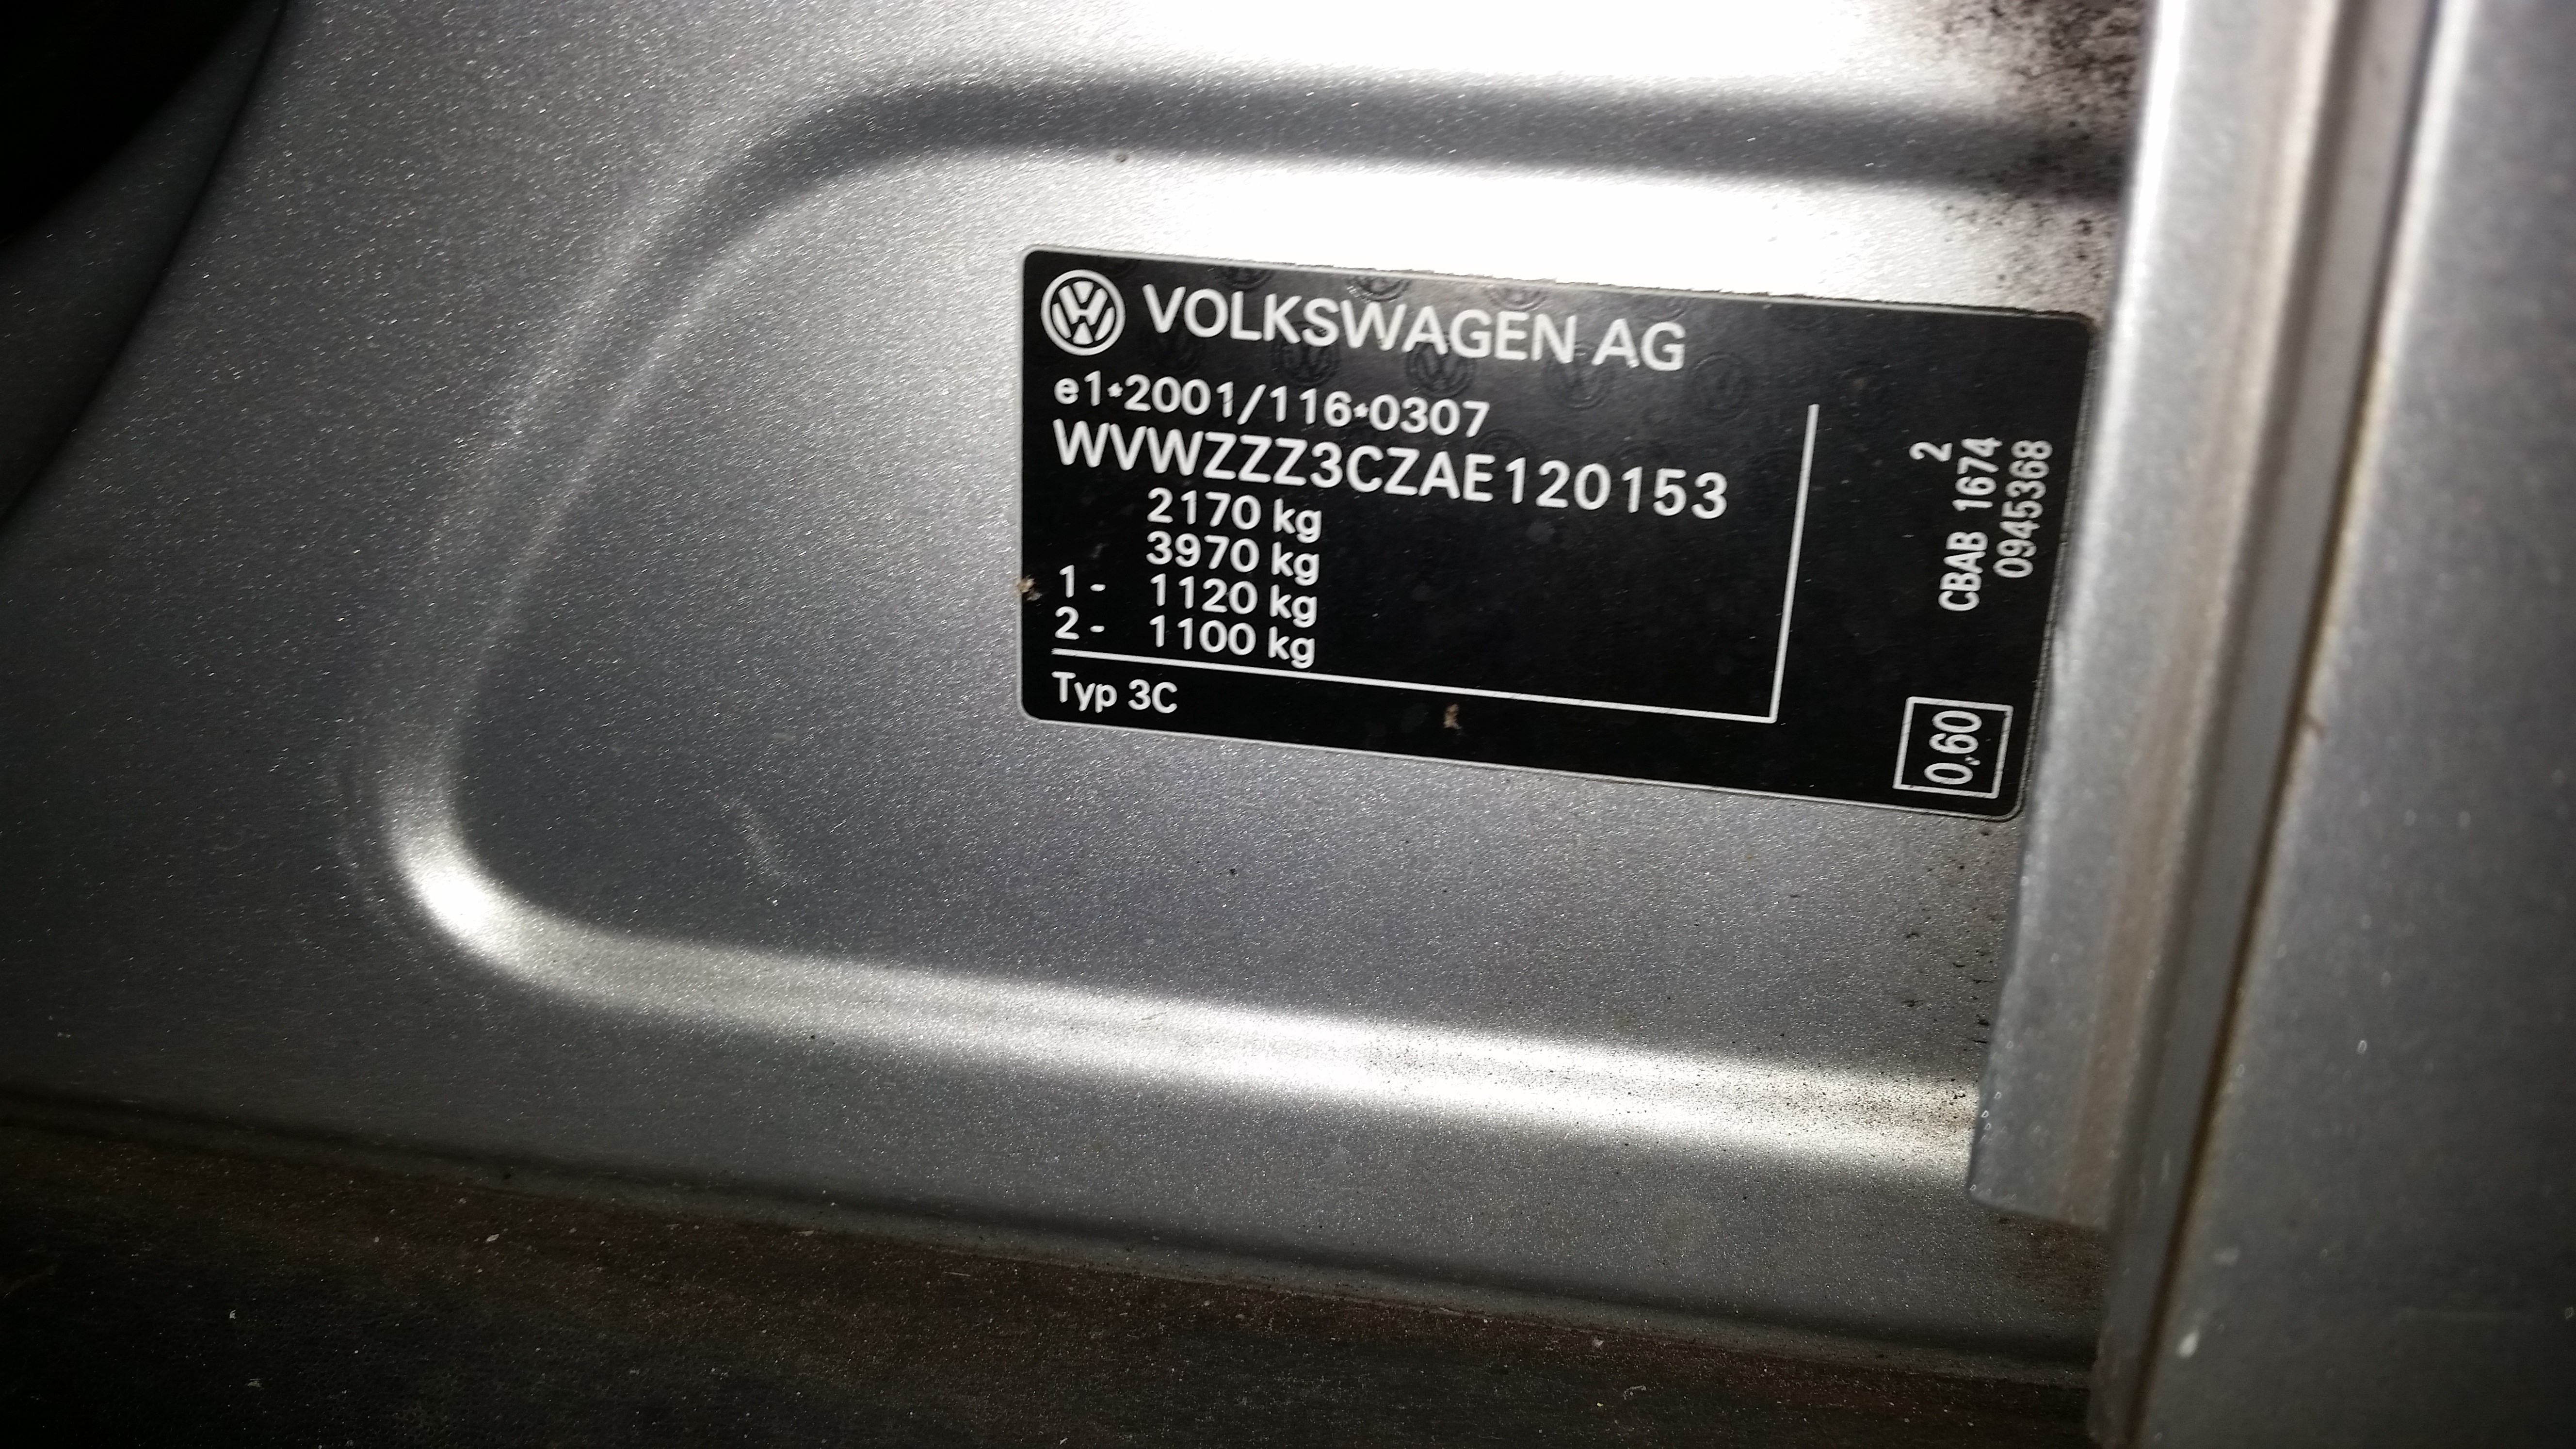 VOLKSWAGEN AG
e1*2001/116*0307
WVWZZZ3CZAE120153
2170 kg
3970 kg
1 - 1120 kg
2 - 1100 kg
Typ 3C
2
CBAB 1674
0945368
0.60